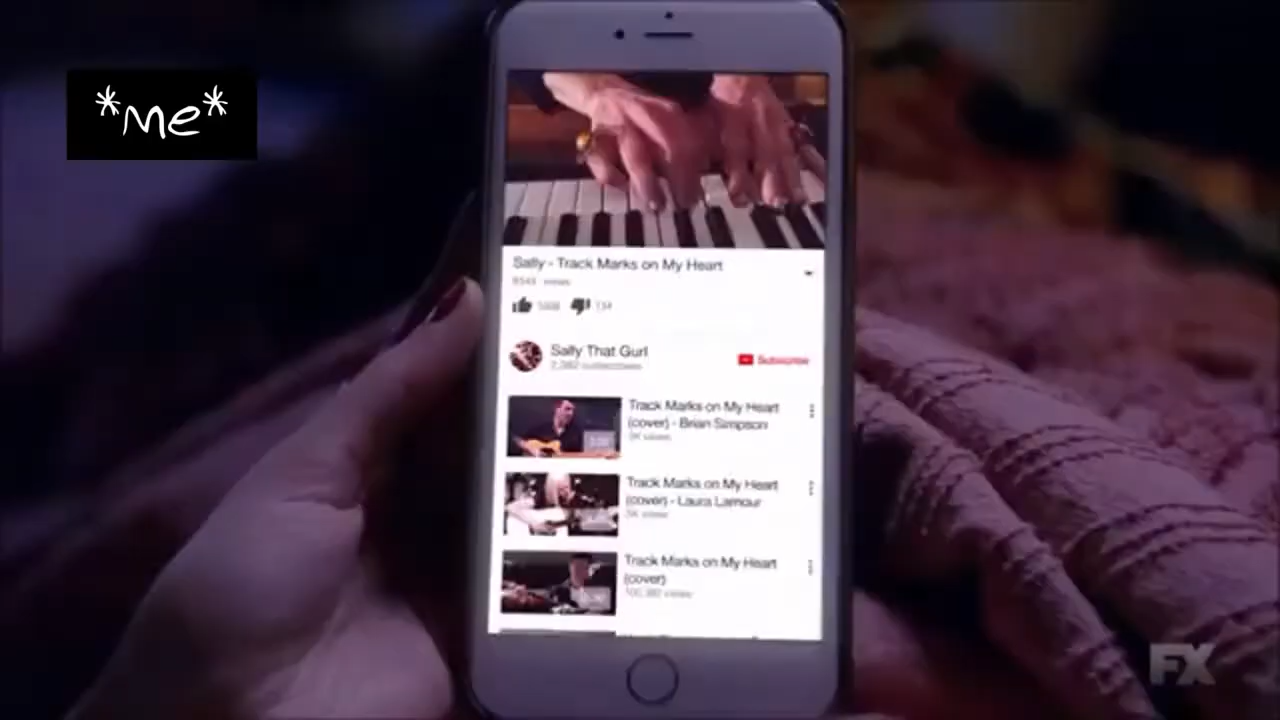 *Me*
Sally - Track Marks on My Heart
views
Sally That Gurl
Subscribe
Track Marks on My Heart
(cover) - Brian Simpson
Track Marks on My Heart
(cover) - Laura Lamour
Track Marks on My Heart
(cover)
FX